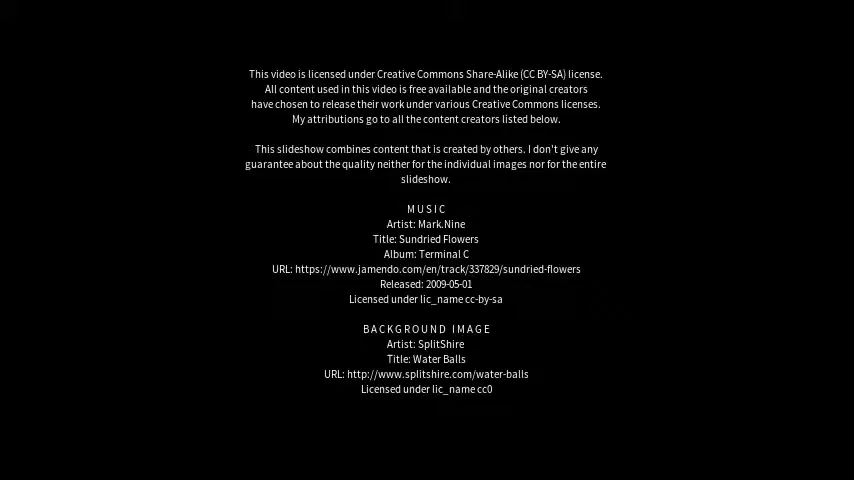 This video is licensed under Creative Commons Share-Alike (CC BY-SA) license.
All content used in this video is free available and the original creators
have chosen to release their work under various Creative Commons licenses.
My attributions go to all the content creators listed below.
This slideshow combines content that is created by others. I don't give any
guarantee about the quality neither for the individual images nor for the entire
slideshow.
MUSIC
Artist: Mark.Nine
Title: Sundried Flowers
Album: Terminal C
URL: https://www.jamendo.com/en/track/337829/sundried-flowers
Released: 2009-05-01
Licensed under lic_name cc-by-sa
BACKGROUND IMAGE
Artist: SplitShire
Title: Water Balls
URL: http://www.splitshire.com/water-balls
Licensed under lic_name cc0